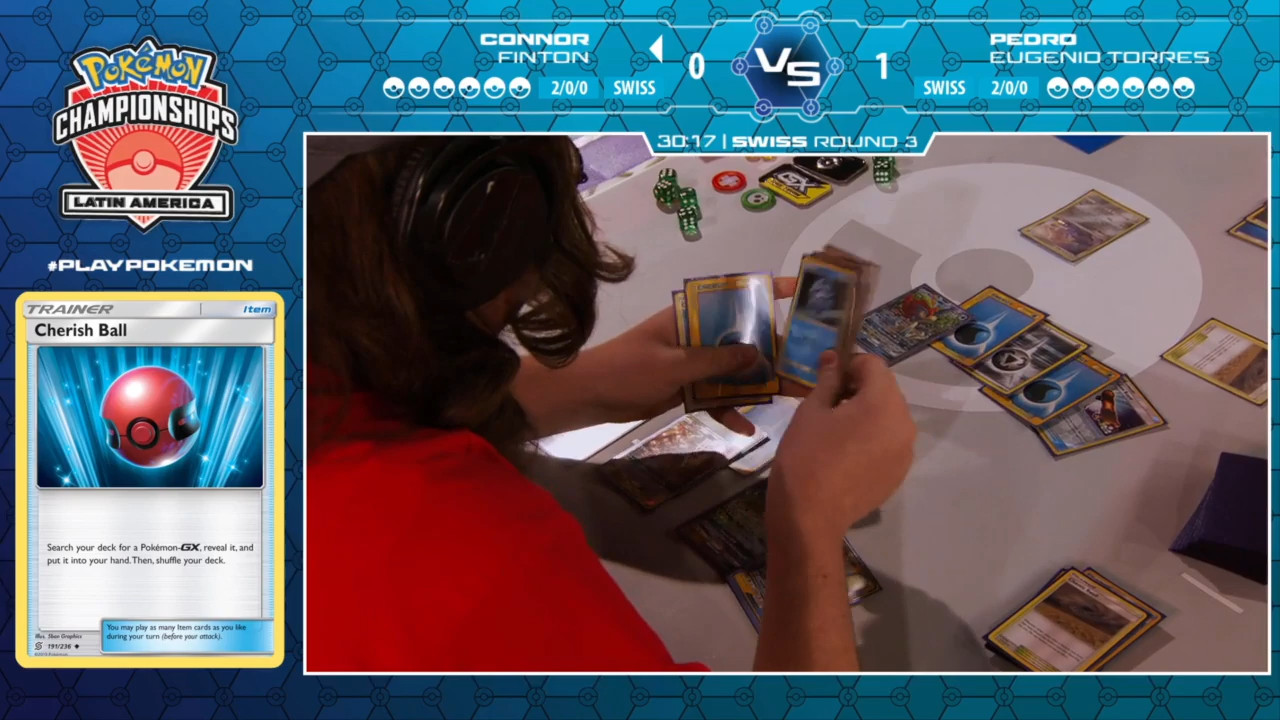 POKÉMON
CHAMPIONSHIPS
LATIN AMERICA
#PLAYPOKEMON
CONNOR
FINTON
2/0/0
SWISS
0
VS
1
PEDRO
EUGENIO TORRES
SWISS
2/0/0
30:17 | SWISS ROUND 3
TRAINER
Item
Cherish Ball
Search your deck for a Pokémon-GX, reveal it, and
put it into your hand. Then, shuffle your deck.
You may play as many Item cards as you like
during your turn (before your attack).
191/236
GX